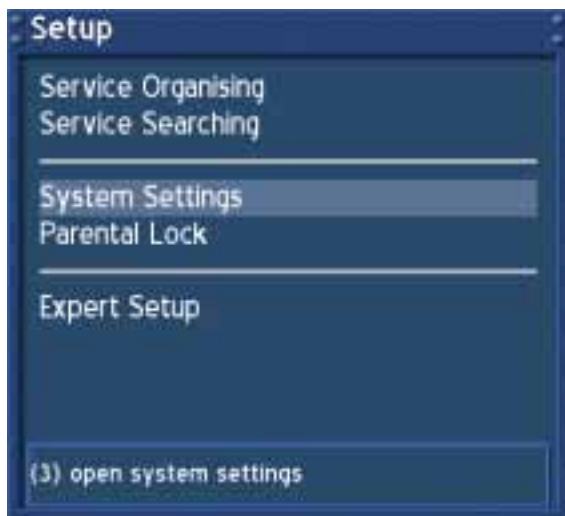 Setup
Service Organising
Service Searching
System Settings
Parental Lock
Expert Setup
(3) open system settings